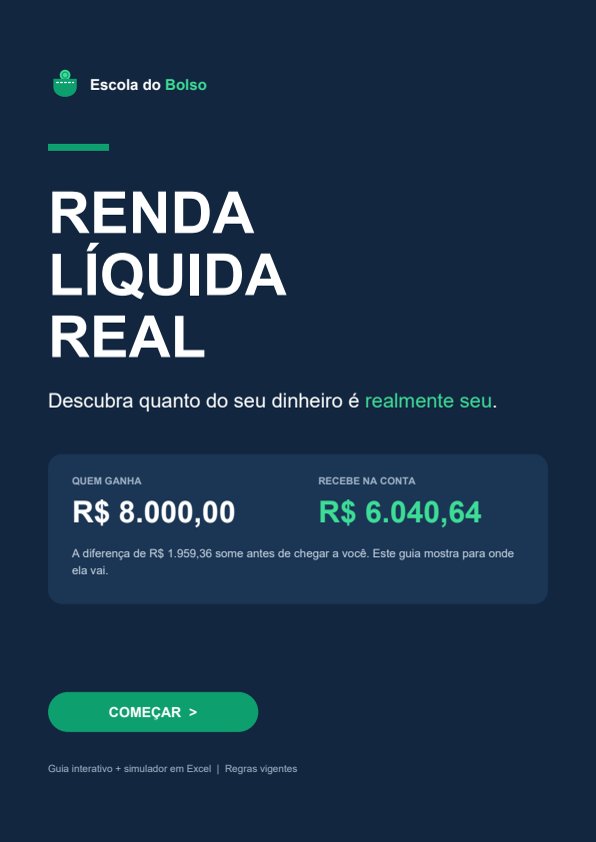 Escola do Bolso
RENDA
LÍQUIDA
REAL
Descubra quanto do seu dinheiro é realmente seu.
QUEM GANHA
R$ 8.000,00
RECEBE NA CONTA
R$ 6.040,64
A diferença de R$ 1.959,36 some antes de chegar a você. Este guia mostra para onde
ela vai.
COMEÇAR >
Guia interativo + simulador em Excel | Regras vigentes